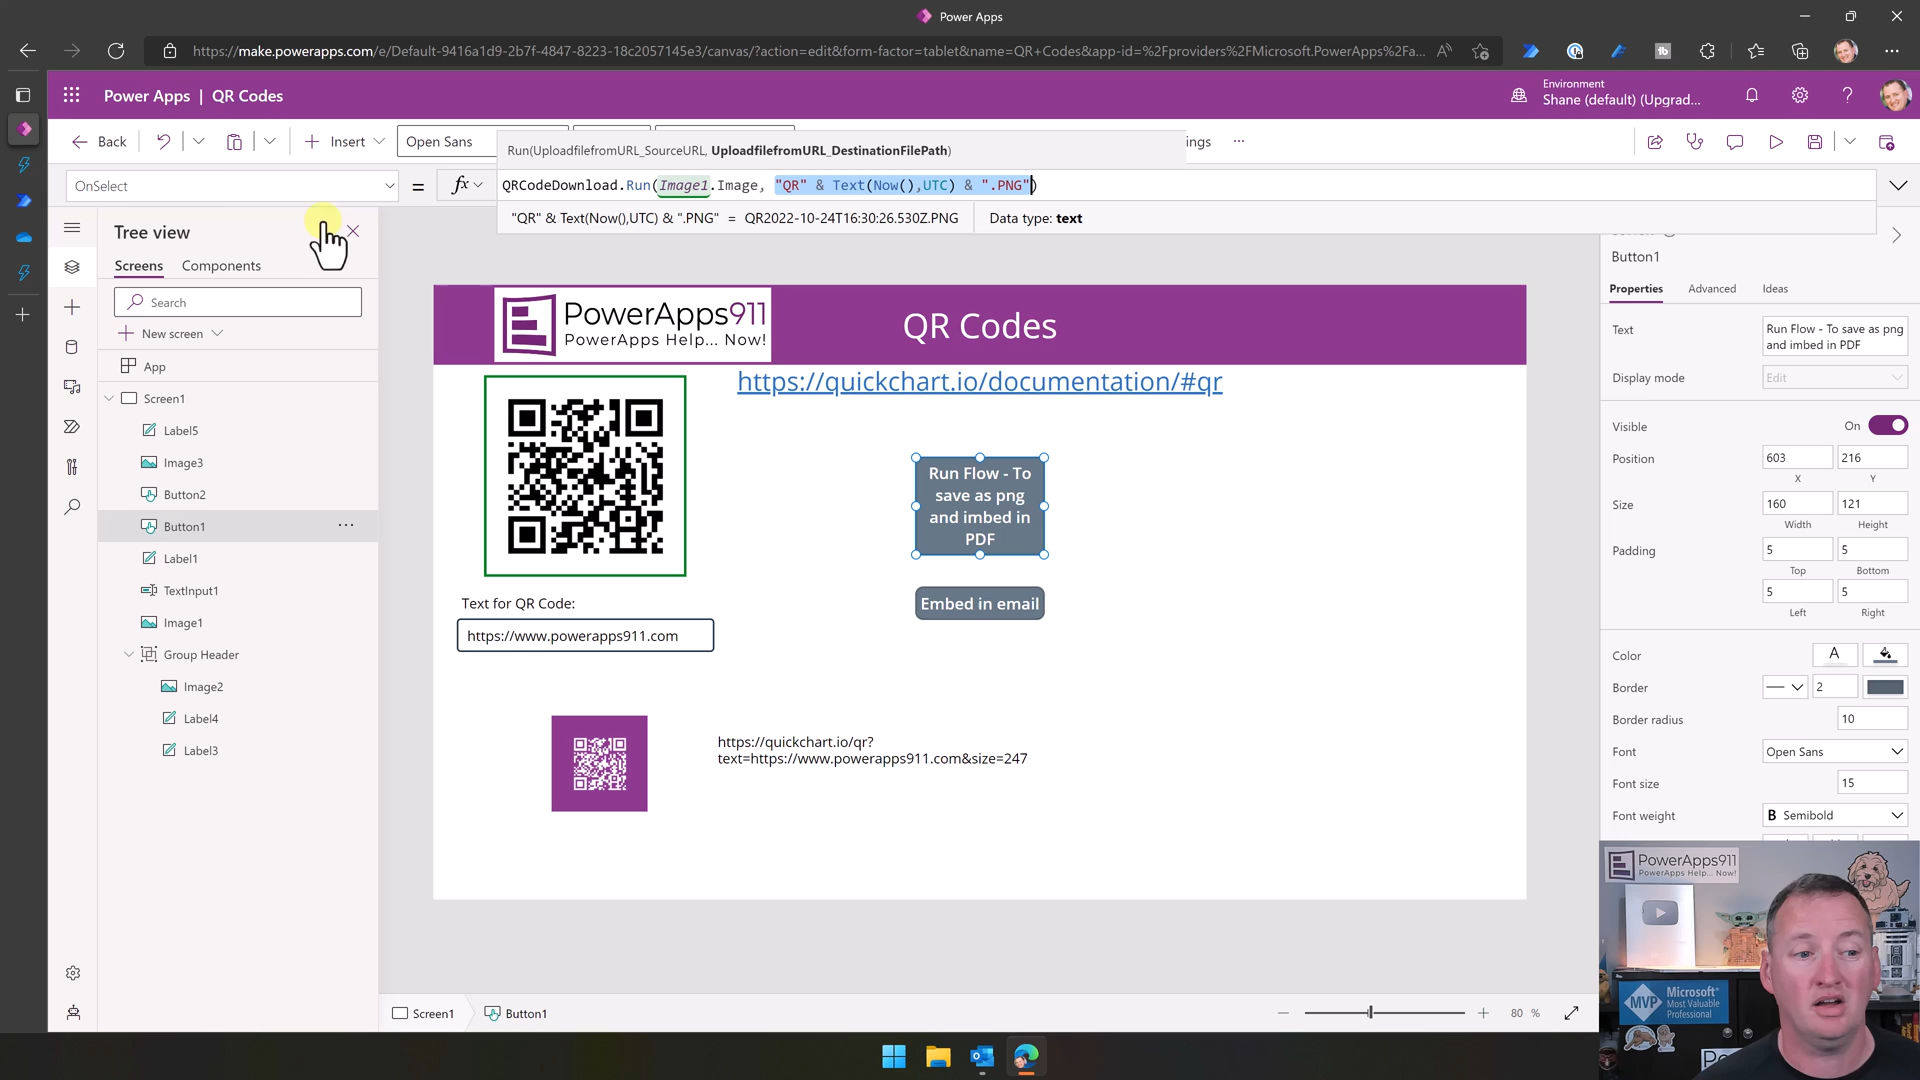 Power Apps
https://make.powerapps.com/e/Default-9416a1d9-2b7f-4847-8223-18c2057145e3/canvas/?action=edit&form-factor=tablet&name=QR+Codes&app-id=%2Fproviders%2FMicrosoft.PowerApps%2Fa...
Power Apps | QR Codes
Environment
Shane (default) (Upgrad...
Back
Insert
Open Sans
ngs
Run(UploadfilefromURL_SourceURL, UploadfilefromURL_DestinationFilePath)
OnSelect
=
fx
QRCodeDownload.Run(Image1.Image, "QR" & Text(Now(),UTC) & ".PNG")
"QR" & Text(Now(),UTC) & ".PNG" = QR2022-10-24T16:30:26.530Z.PNG
Data type: text
Tree view
Screens
Components
Search
New screen
App
Screen1
Label5
Image3
Button2
Button1
Label1
TextInput1
Image1
Group Header
Image2
Label4
Label3
PowerApps911
PowerApps Help... Now!
QR Codes
https://quickchart.io/documentation/#qr
Run Flow - To
save as png
and imbed in
PDF
Embed in email
Text for QR Code:
https://www.powerapps911.com
https://quickchart.io/qr?
text=https://www.powerapps911.com&size=247
Button1
Properties
Advanced
Ideas
Text
Run Flow - To save as png
and imbed in PDF
Display mode
Edit
Visible
On
Position
603
216
X
Y
Size
160
121
Width
Height
Padding
5
5
Top
Bottom
5
5
Left
Right
Color
A
Border
2
Border radius
10
Font
Open Sans
Font size
15
Font weight
B Semibold
PowerApps911
PowerApps Help... Now!
MVP
Microsoft®
Most Valuable
Professional
Screen1
Button1
80 %